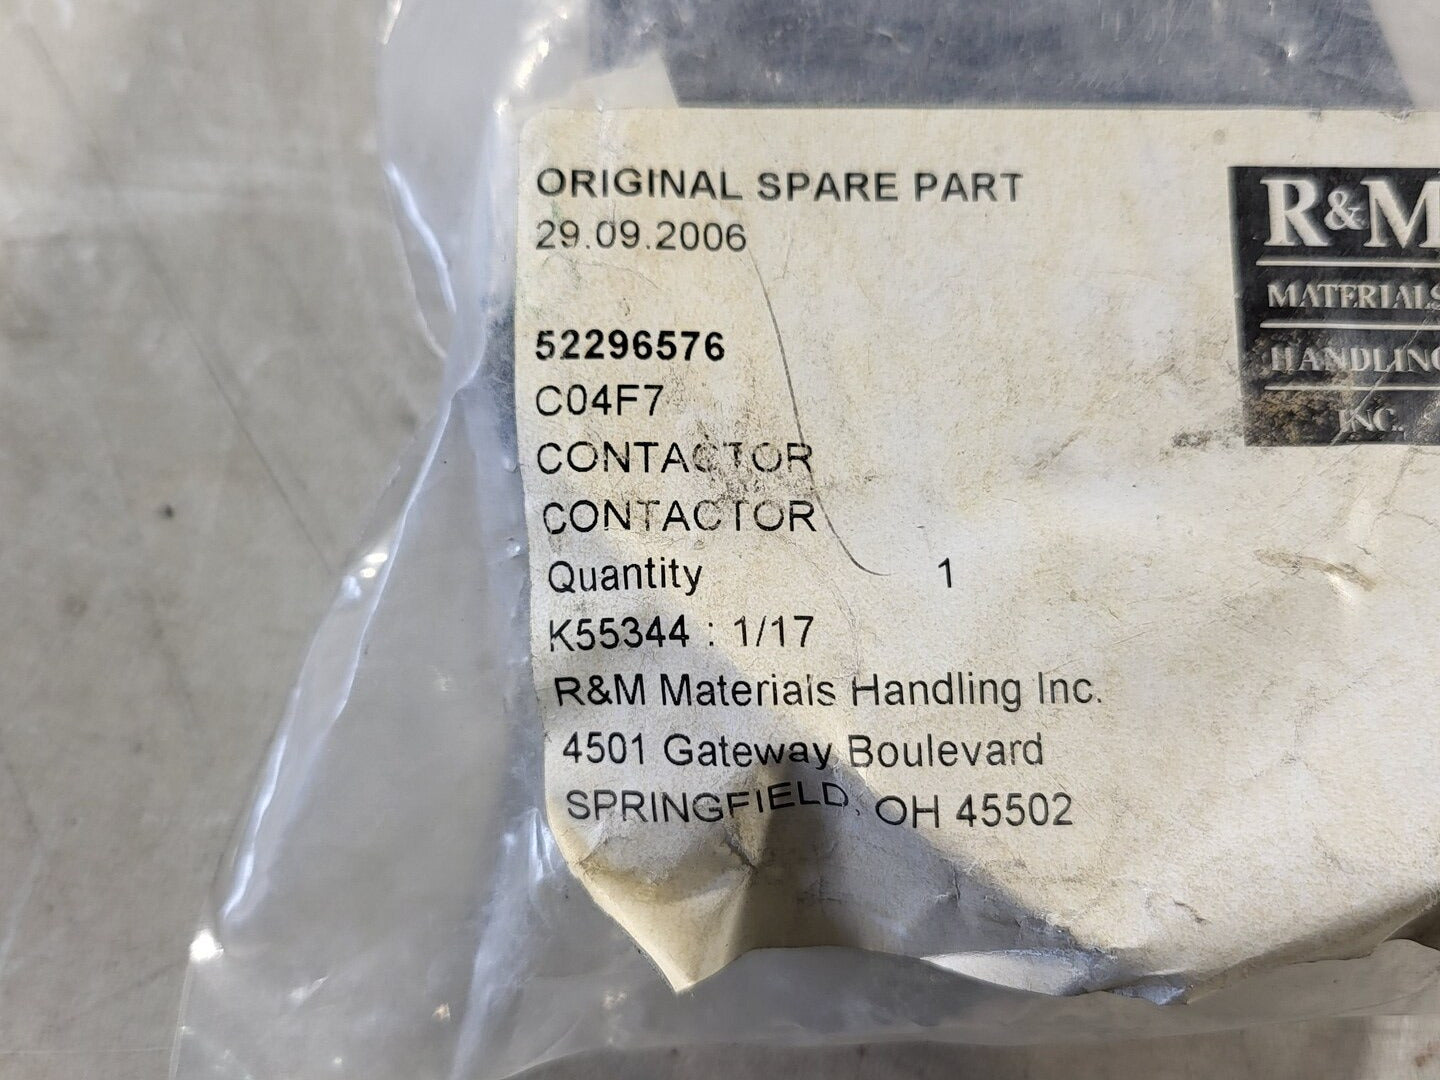 ORIGINAL SPARE PART
29.09.2006
R&M
MATERIALS
HANDLING
INC.
52296576
C04F7
CONTACTOR
CONTACTOR
Quantity 1
K55344 : 1/17
R&M Materials Handling Inc.
4501 Gateway Boulevard
SPRINGFIELD, OH 45502